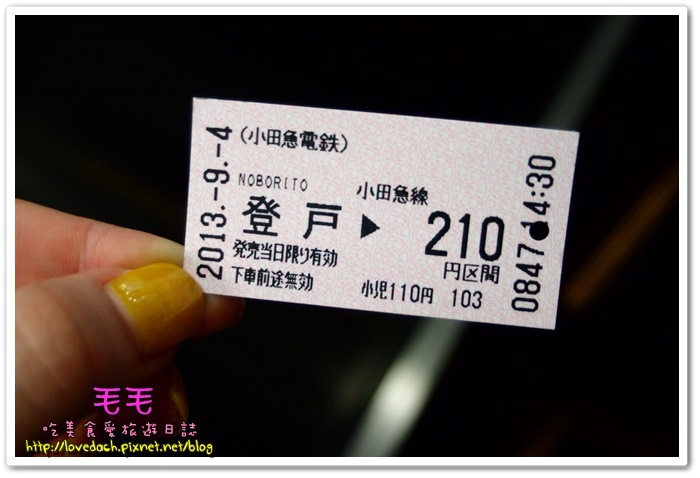 (小田急電鉄)
2013.-9.-4
NOBORITO
小田急線
登戸▶210
円区間
発売当日限り有効
下車前途無効
小児110円 103
0847●14:30
毛毛
吃美食愛旅遊日誌
http://lovedach.pixnet.net/blog